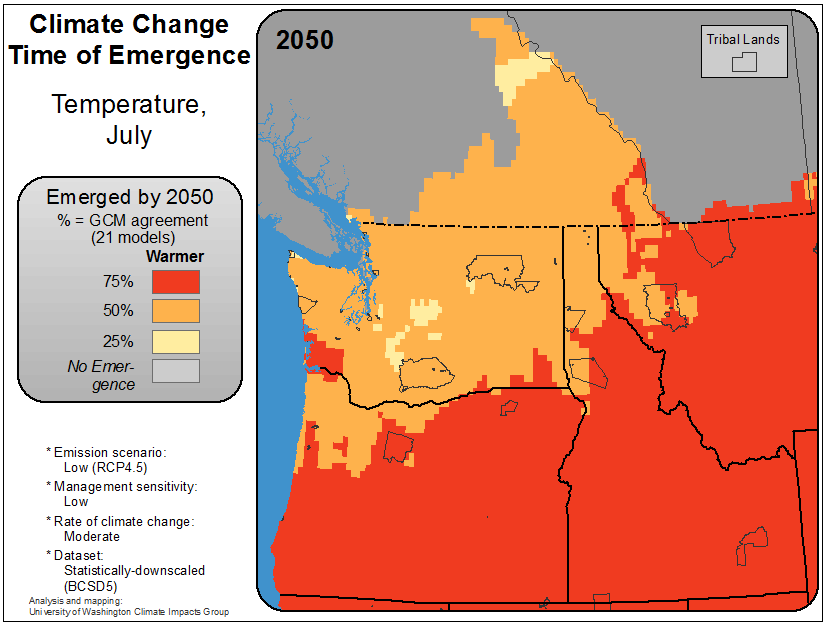 Climate Change
Time of Emergence
Temperature,
July
Emerged by 2050
% = GCM agreement
(21 models)
Warmer
75%
50%
25%
No Emer-
gence
* Emission scenario:
Low (RCP4.5)
* Management sensitivity:
Low
* Rate of climate change:
Moderate
* Dataset:
Statistically-downscaled
(BCSD5)
Analysis and mapping:
University of Washington Climate Impacts Group
2050
Tribal Lands